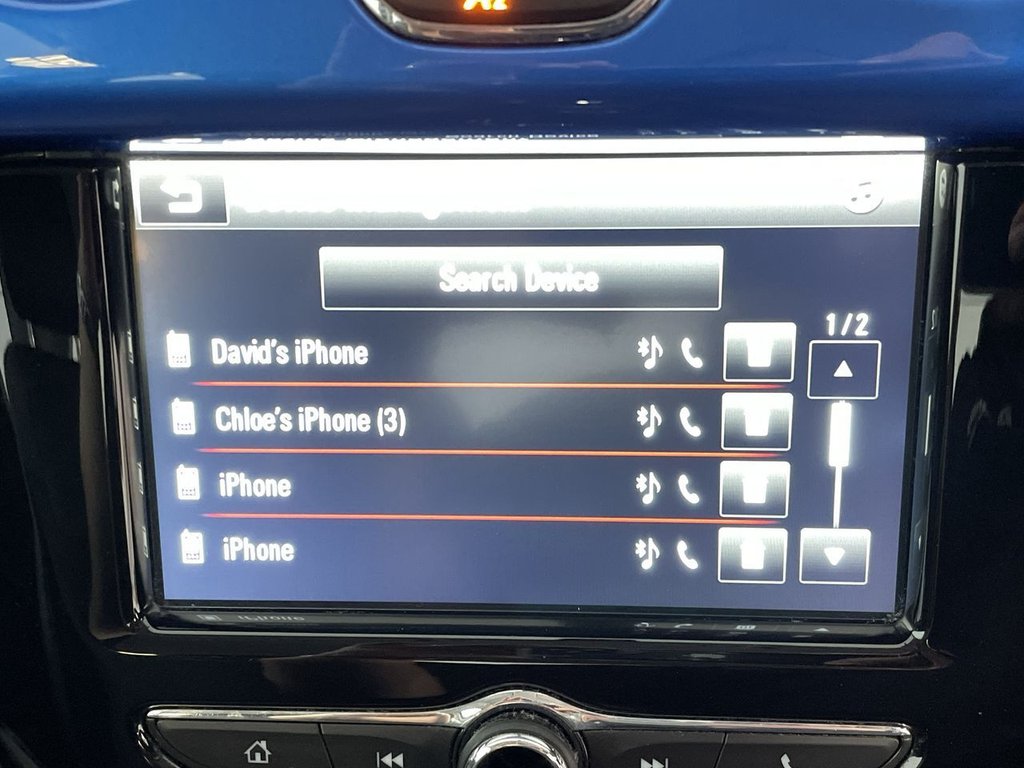 Search Device
1/2
David's iPhone
Chloe's iPhone (3)
iPhone
iPhone